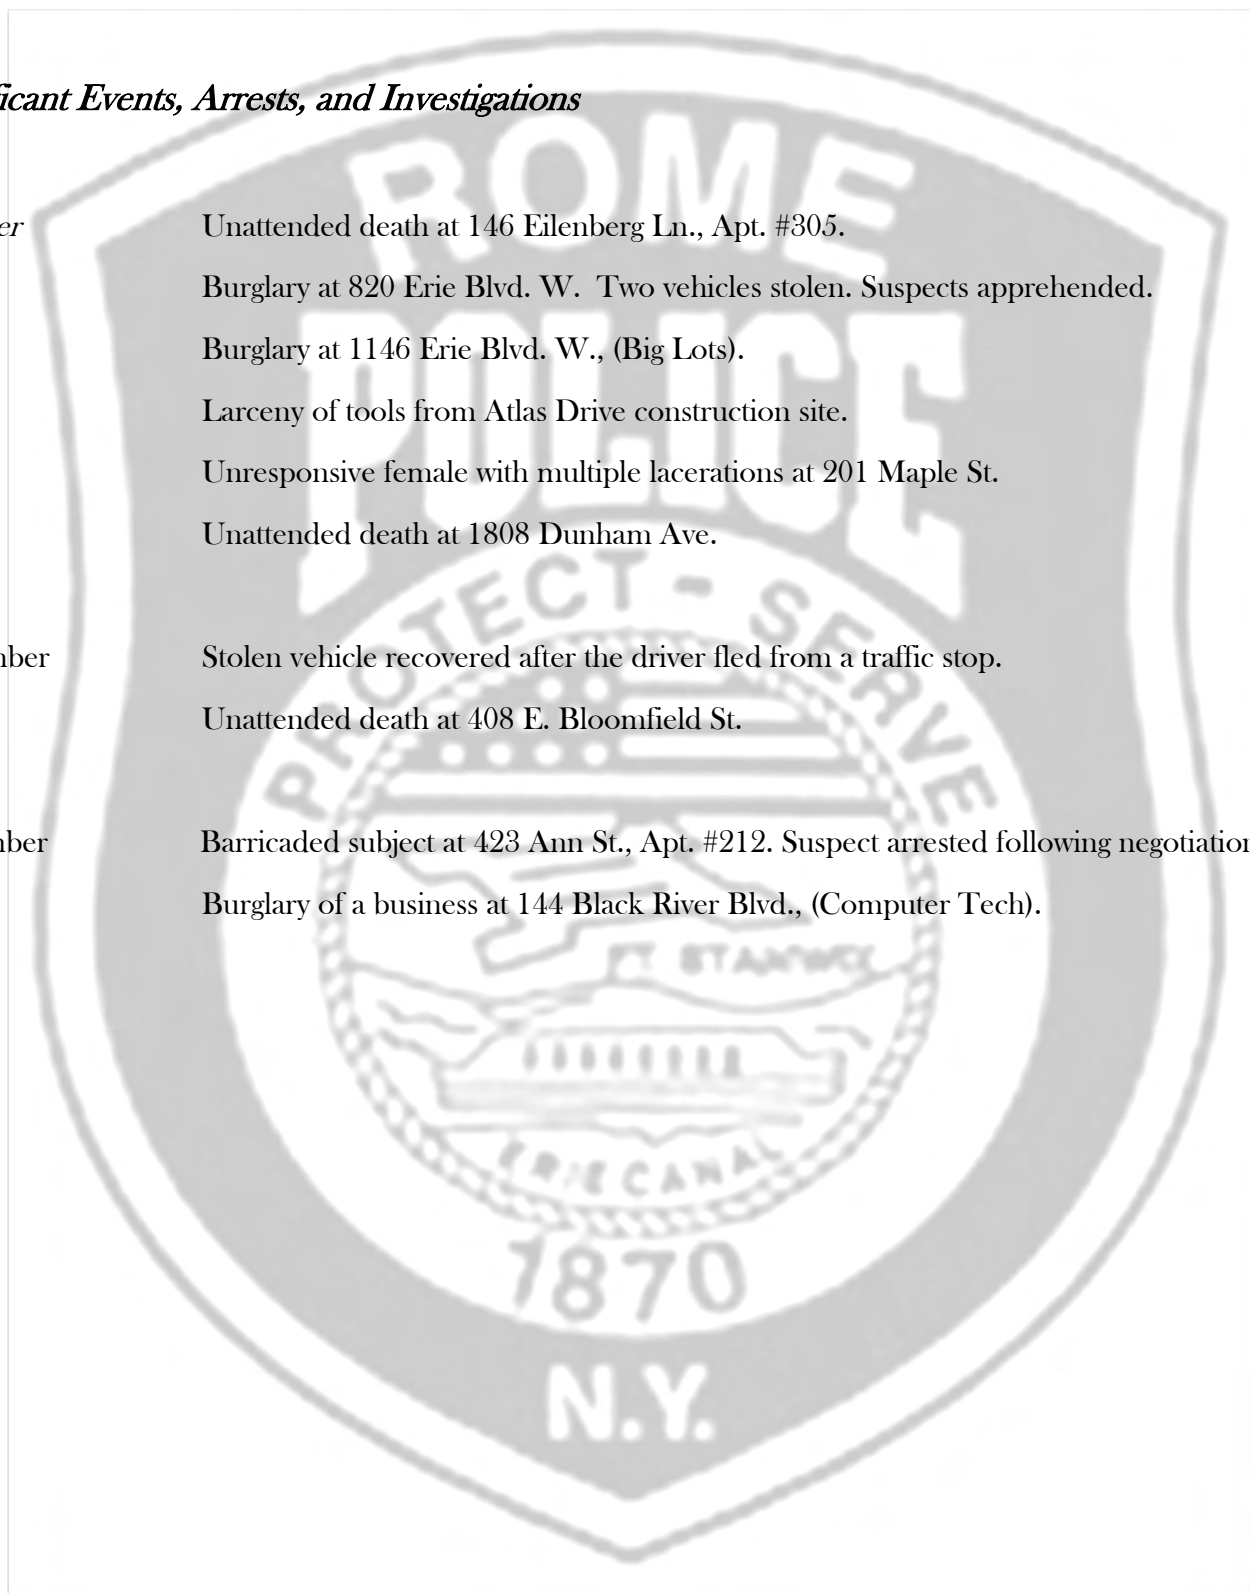 ficant Events, Arrests, and Investigations
er Unattended death at 146 Eilenberg Ln., Apt. #305.
Burglary at 820 Erie Blvd. W.  Two vehicles stolen. Suspects apprehended.
Burglary at 1146 Erie Blvd. W., (Big Lots).
Larceny of tools from Atlas Drive construction site.
Unresponsive female with multiple lacerations at 201 Maple St.
Unattended death at 1808 Dunham Ave.
nber Stolen vehicle recovered after the driver fled from a traffic stop.
Unattended death at 408 E. Bloomfield St.
nber Barricaded subject at 423 Ann St., Apt. #212. Suspect arrested following negotiation
Burglary of a business at 144 Black River Blvd., (Computer Tech).
ROME
POLICE
PROTECT - SERVE
FT STANWIX
ERIE CANAL
1870
N.Y.